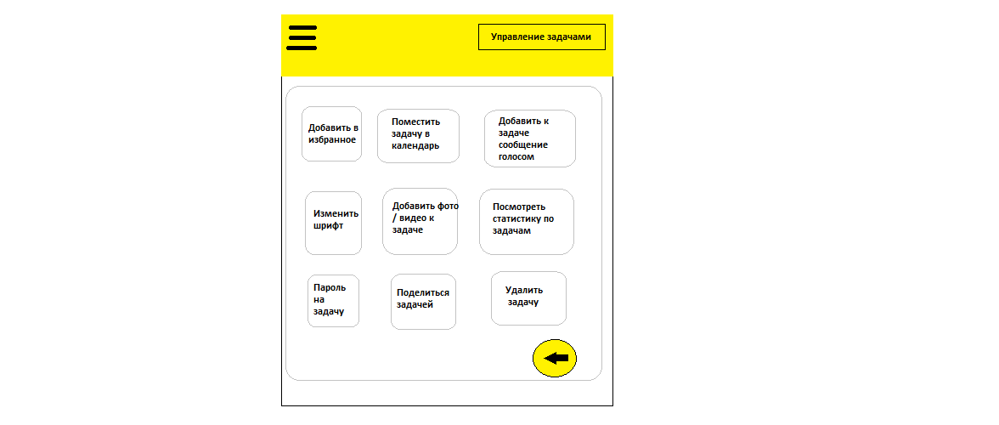 Управление задачами
Добавить в
избранное
Поместить
задачу в
календарь
Добавить к
задаче
сообщение
голосом
Изменить
шрифт
Добавить фото
/ видео к
задаче
Посмотреть
статистику по
задачам
Пароль
на
задачу
Поделиться
задачей
Удалить
задачу